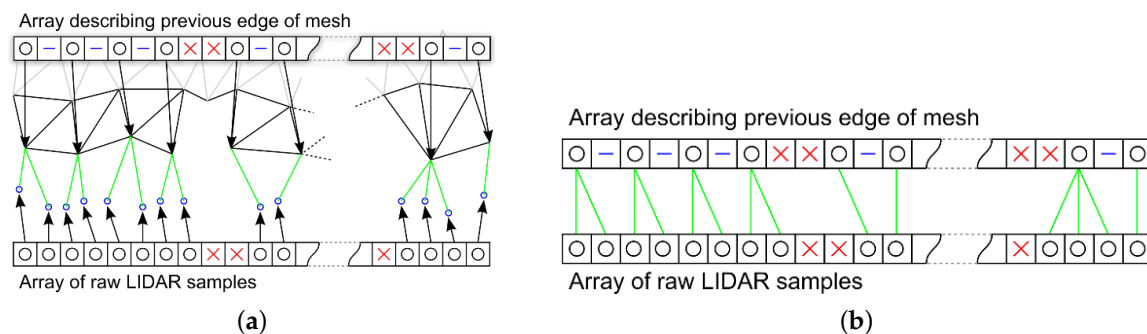 Array describing previous edge of mesh
Array of raw LIDAR samples
(a)
Array describing previous edge of mesh
Array of raw LIDAR samples
(b)